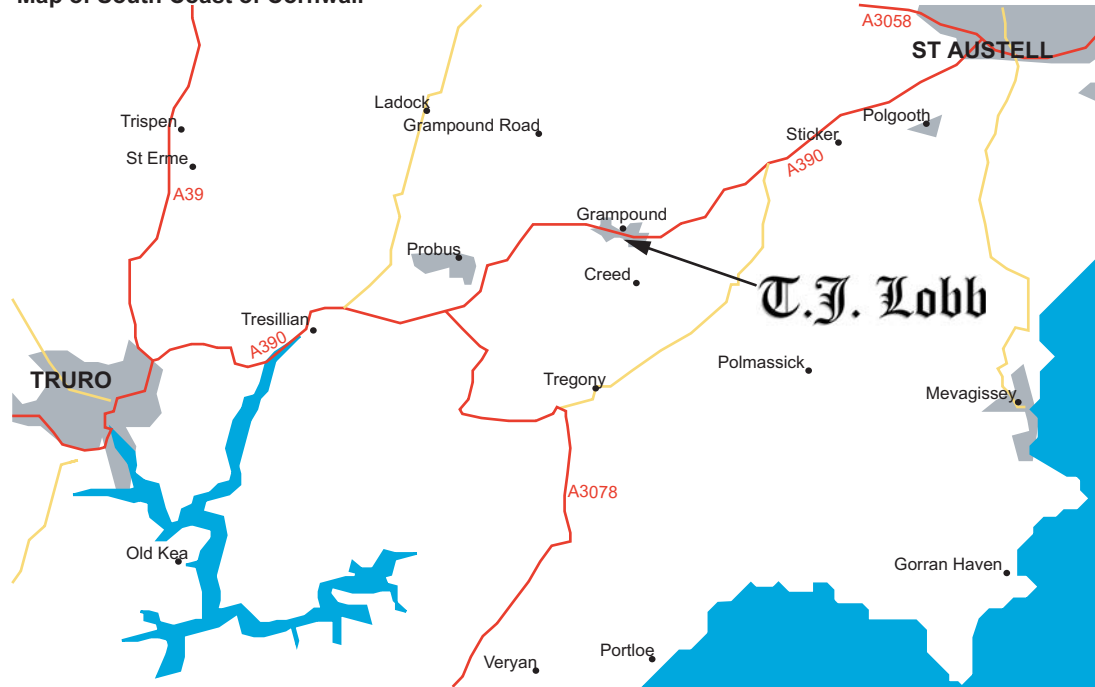 Map of South Coast of Cornwall
A3058
ST AUSTELL
Ladock
Trispen
Grampound Road
Polgooth
Sticker
St Erme
A390
A39
Grampound
Probus
Creed
T.J. Lobb
Tresillian
A390
Polmassick
TRURO
Tregony
Mevagissey
A3078
Old Kea
Gorran Haven
Portloe
Veryan